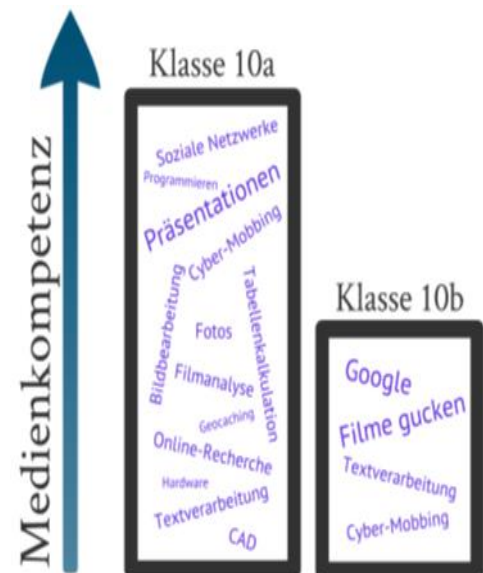 Medienkompetenz
Klasse 10a
Soziale Netzwerke
Programmieren
Präsentationen
Cyber-Mobbing
Bildbearbeitung
Tabellenkalkulation
Fotos
Filmanalyse
Geocaching
Online-Recherche
Hardware
Textverarbeitung
CAD
Klasse 10b
Google
Filme gucken
Textverarbeitung
Cyber-Mobbing